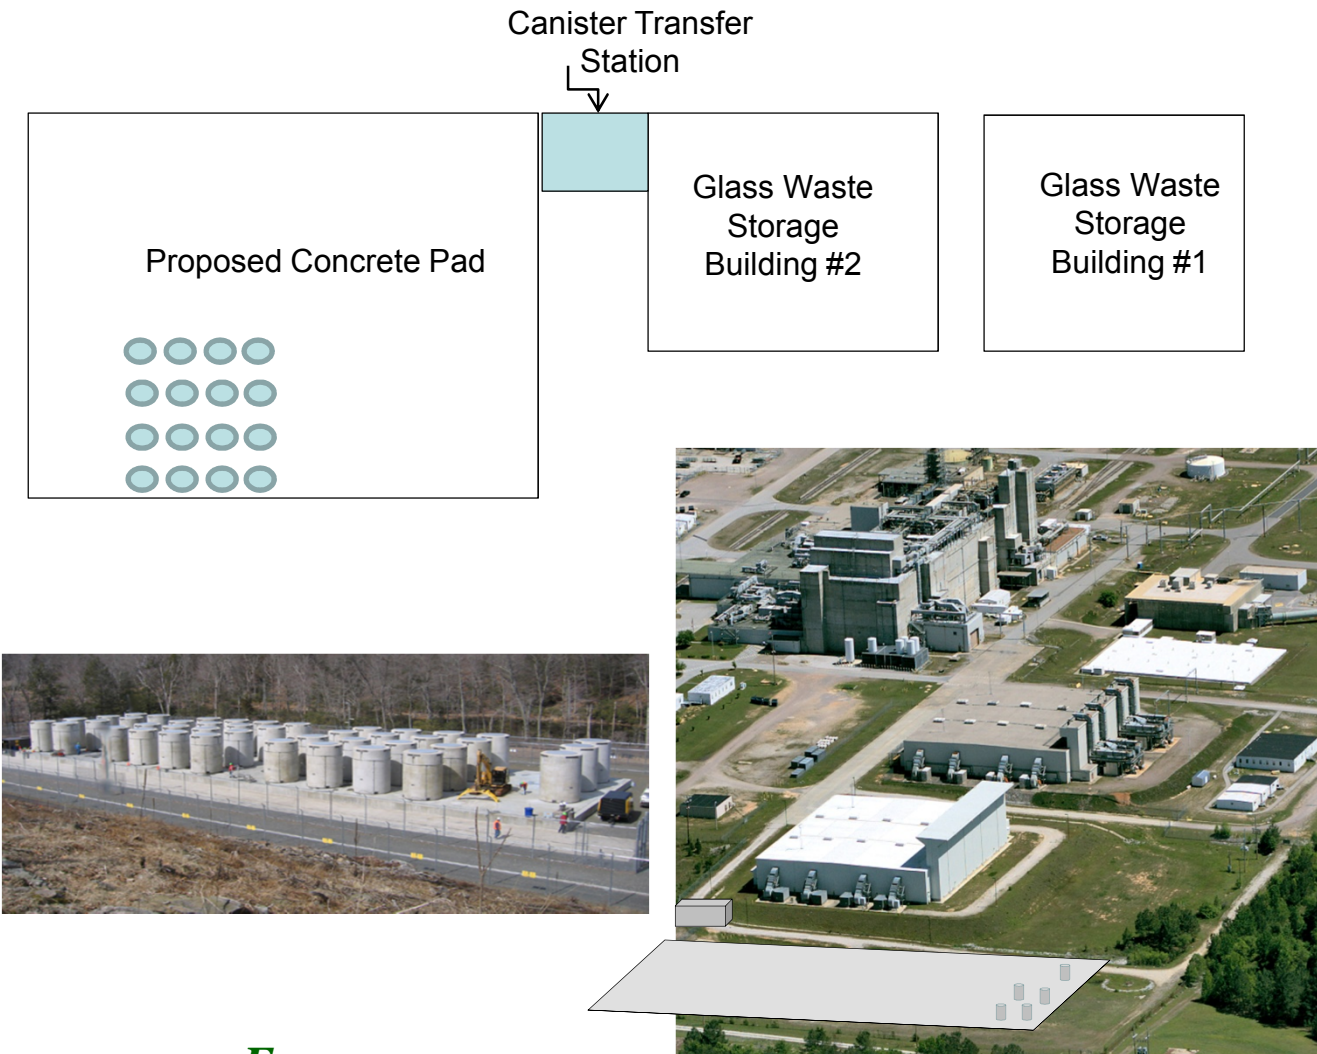 Canister Transfer
Station
Proposed Concrete Pad
Glass Waste
Storage
Building #2
Glass Waste
Storage
Building #1